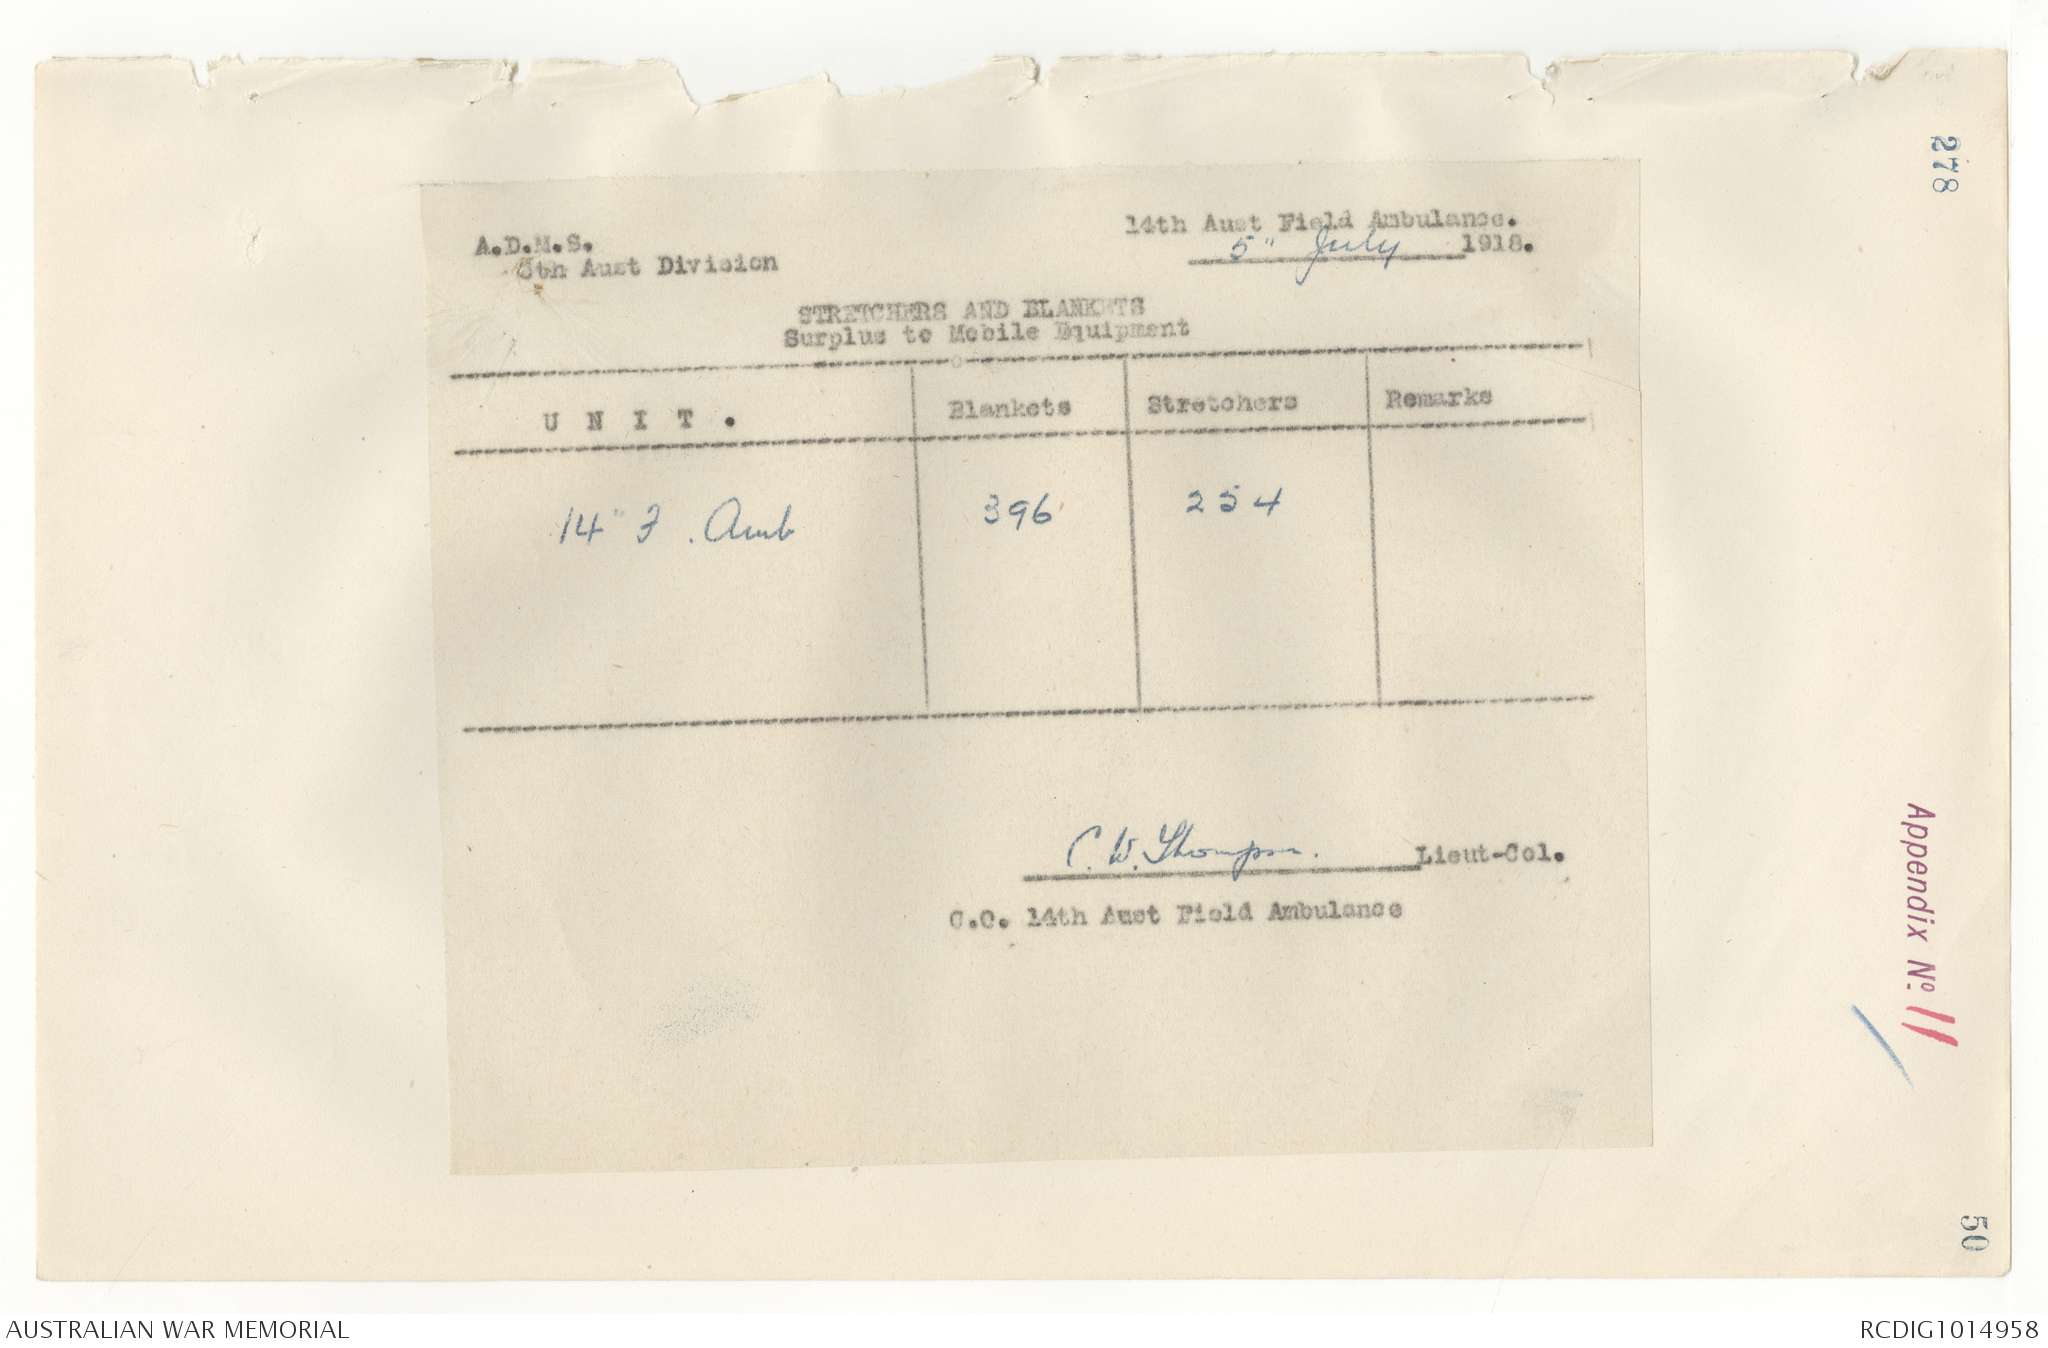 278
14th Aust Field Ambulance.
5" July 1918.
A.D.M.S.
5th Aust Division
STRETCHERS AND BLANKETS
Surplus to Mobile Equipment
UNIT. Blankets Stretchers Remarks
14" F. Amb 396 254
C. W. Thompson. Lieut-Col.
C.O. 14th Aust Field Ambulance
Appendix No. 11
50
AUSTRALIAN WAR MEMORIAL
RCDIG1014958